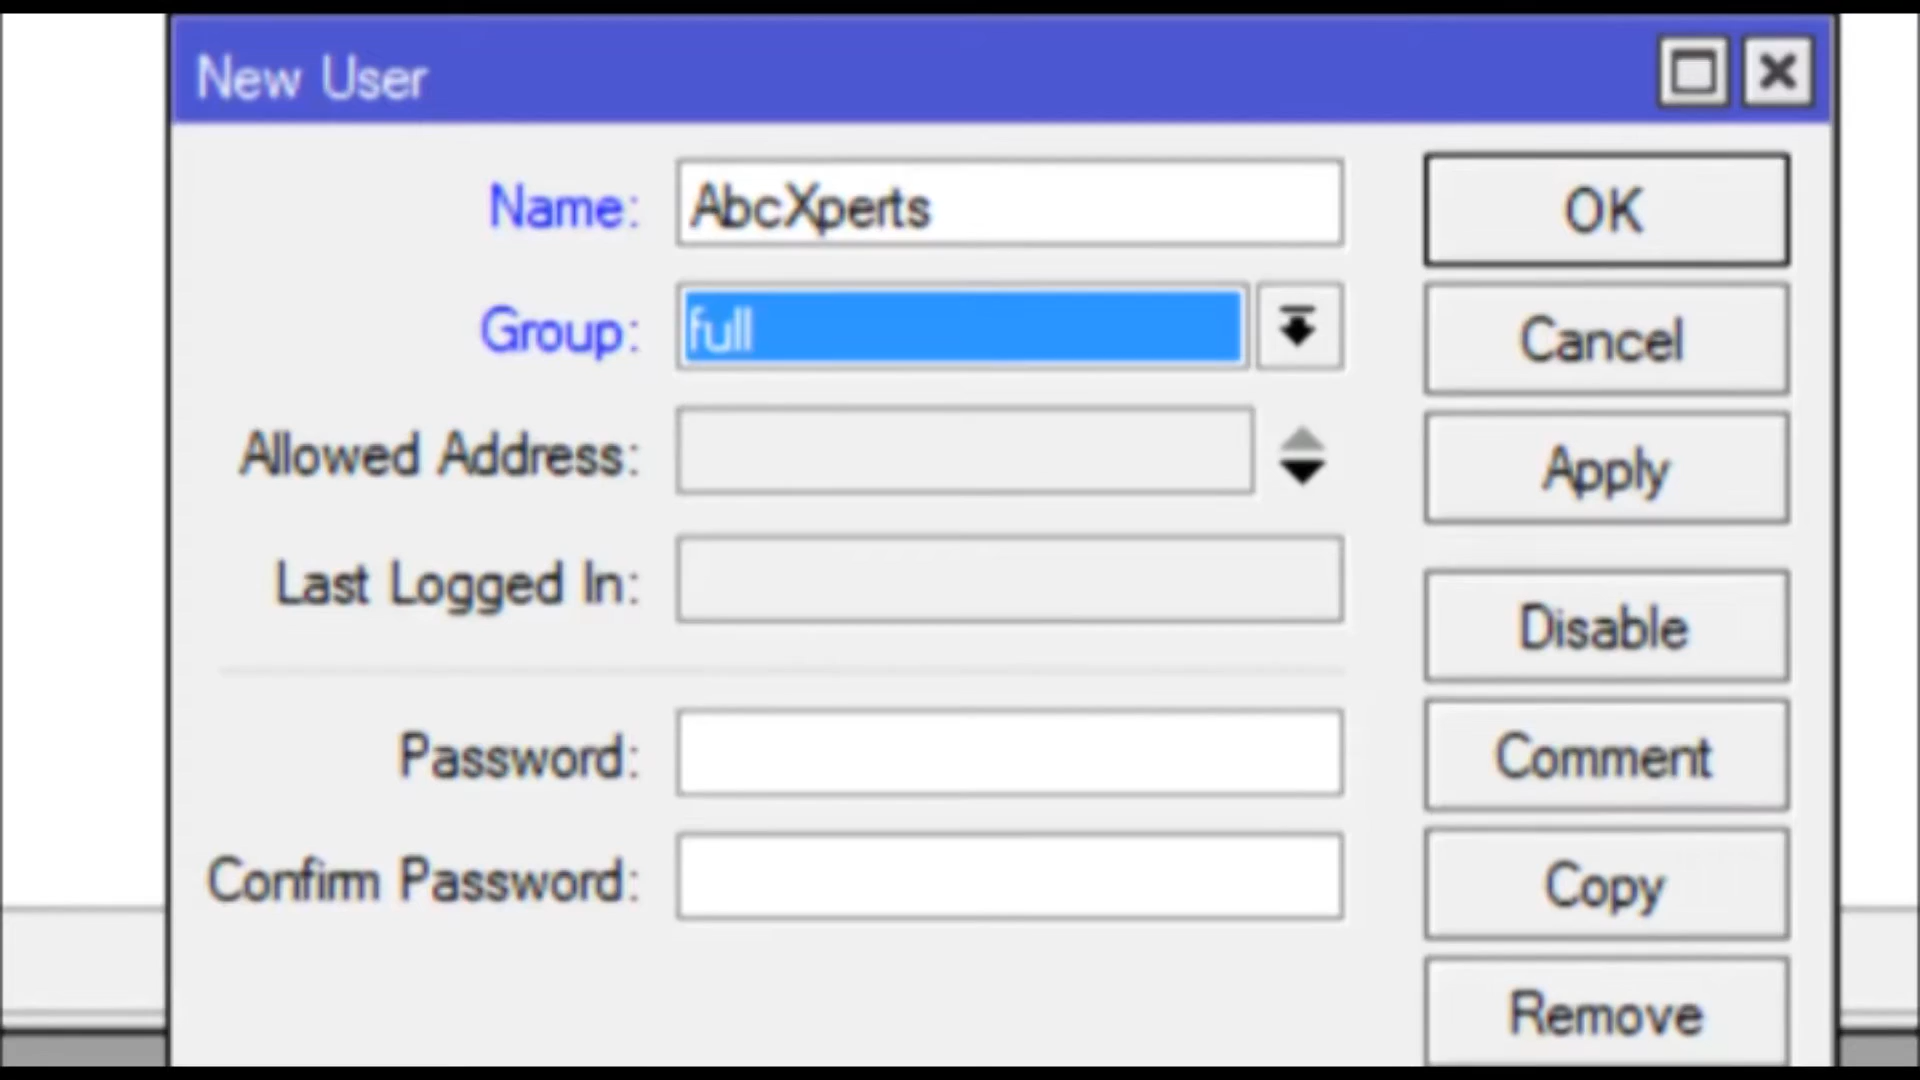 New User
Name: AbcXperts
OK
Group: full
Cancel
Allowed Address:
Apply
Last Logged In:
Disable
Password:
Comment
Confirm Password:
Copy
Remove